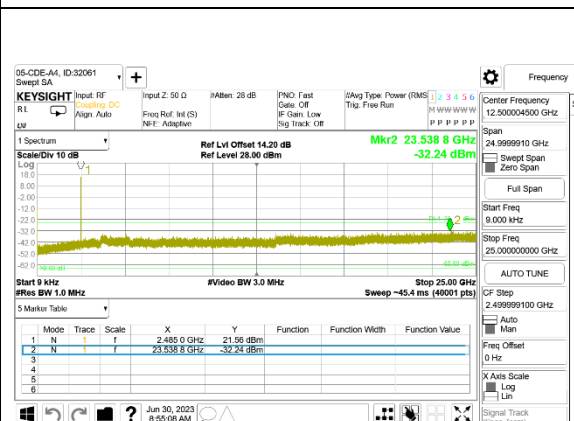 05-CDE-A4, ID:32061
Swept SA
Frequency
KEYSIGHT
Input: RF
Input Z: 50 Ω
#Atten: 28 dB
PNO: Fast
#Avg Type: Power (RMS
1 2 3 4 5 6
RL
Coupling: DC
Gate: Off
Trig: Free Run
M W W W W W
Align: Auto
Freq Ref: Int (S)
IF Gain: Low
NFE: Adaptive
Sig Track: Off
P P P P P P
1 Spectrum
Ref Lvl Offset 14.20 dB
Mkr2 23.538 8 GHz
Scale/Div 10 dB
Ref Level 28.00 dBm
-32.24 dBm
Log
1
18.0
8.00
-2.00
-12.0
-22.0
2
-32.0
-42.0
-52.0
-62.0
Start 9 kHz
#Video BW 3.0 MHz
Stop 25.00 GHz
#Res BW 1.0 MHz
Sweep ~45.4 ms (40001 pts)
5 Marker Table
Mode Trace Scale X Y Function Function Width Function Value
1 N 1 f 2.485 0 GHz 21.56 dBm
2 N 1 f 23.538 8 GHz -32.24 dBm
3
4
5
6
Jun 30, 2023
8:55:08 AM
Center Frequency
12.500004500 GHz
Span
24.9999910 GHz
Swept Span
Zero Span
Full Span
Start Freq
9.000 kHz
Stop Freq
25.000000000 GHz
AUTO TUNE
CF Step
2.499999100 GHz
Auto
Man
Freq Offset
0 Hz
X Axis Scale
Log
Lin
Signal Track